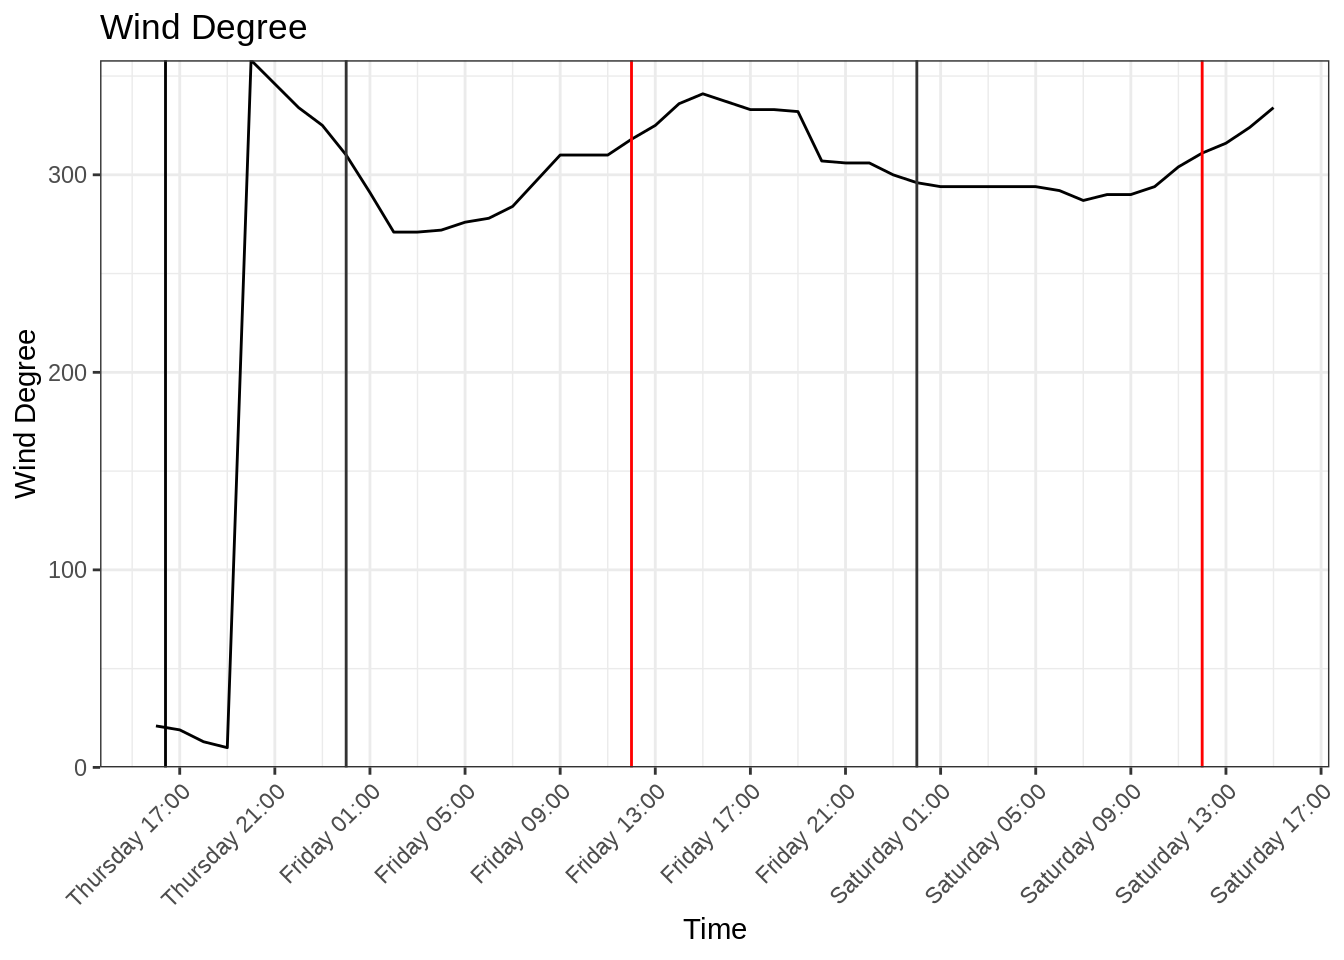 Wind Degree
Wind Degree
300
200
100
0
Thursday 17:00
Thursday 21:00
Friday 01:00
Friday 05:00
Friday 09:00
Friday 13:00
Friday 17:00
Friday 21:00
Saturday 01:00
Saturday 05:00
Saturday 09:00
Saturday 13:00
Saturday 17:00
Time